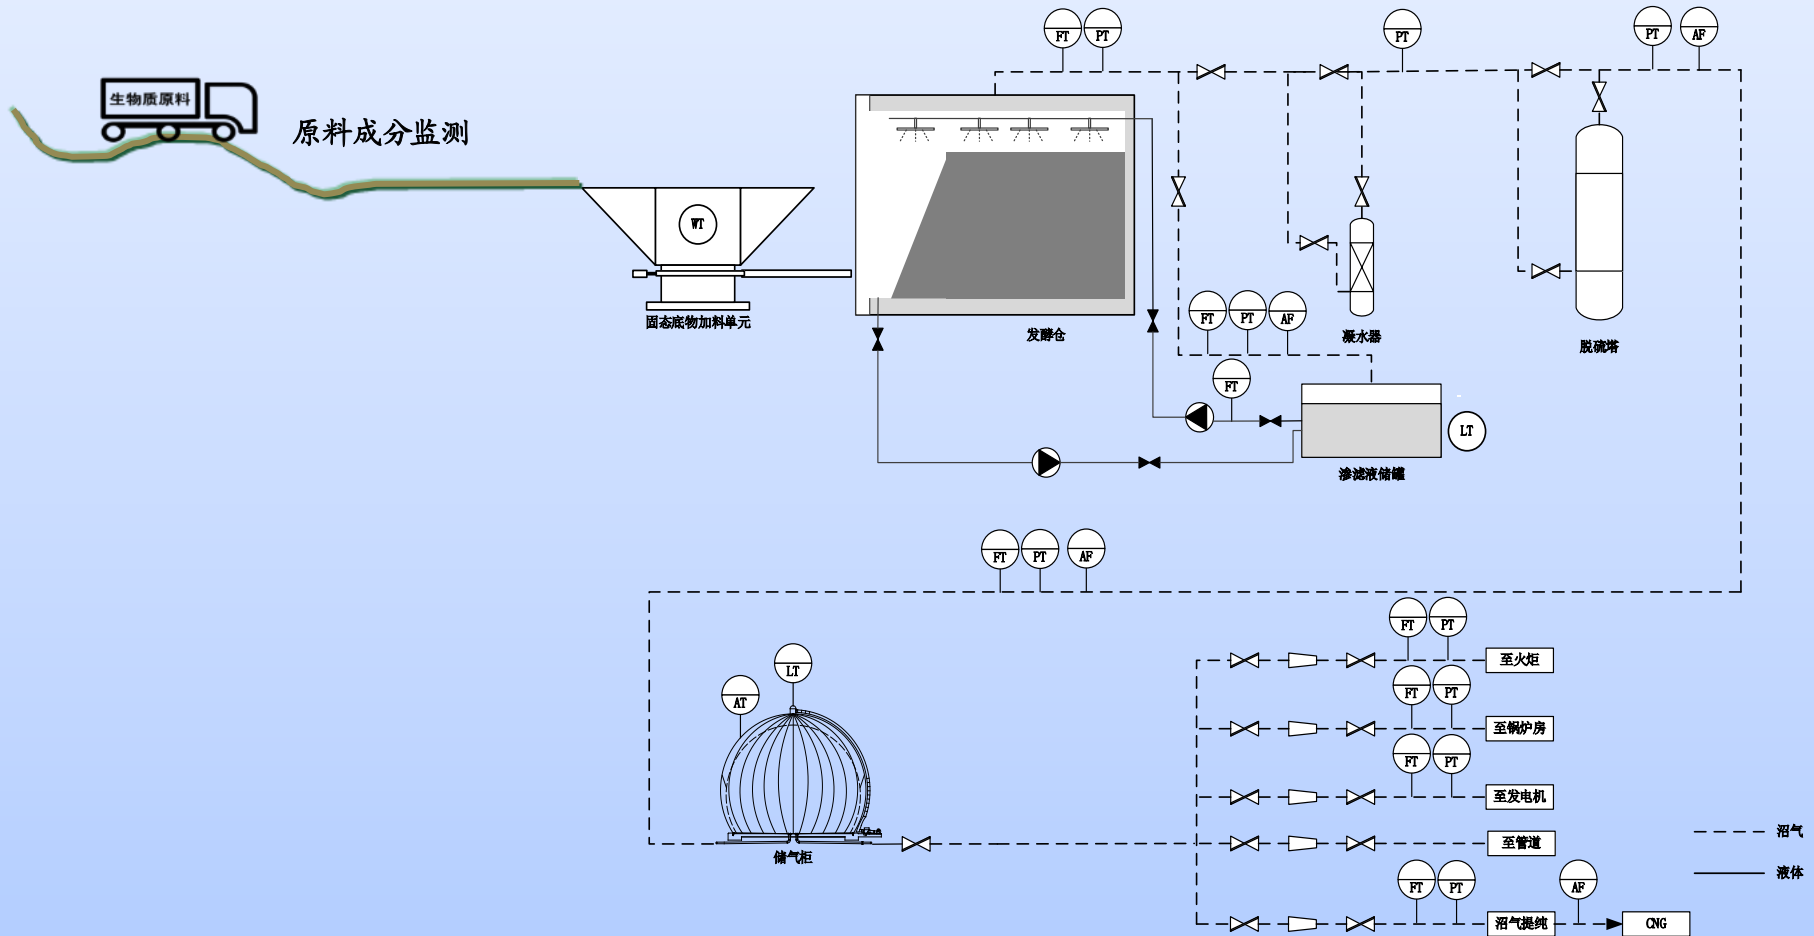 FT
PT
PT
PT
AF
生物质原料
原料成分监测
WT
固态底物加料单元
发酵仓
FT
PT
AF
凝水器
脱硫塔
FT
LT
渗滤液储罐
FT
PT
AF
FT
PT
至火炬
LT
AT
FT
PT
至锅炉房
FT
PT
至发电机
沼气
至管道
储气柜
液体
FT
PT
AF
沼气提纯
CNG